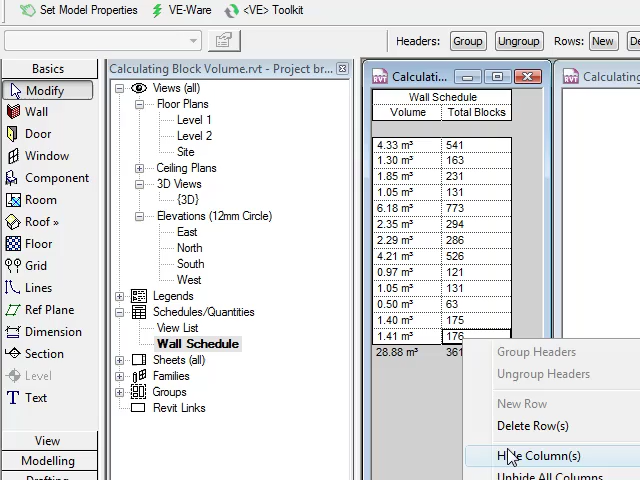 Set Model Properties VE-Ware <VE> Toolkit
Headers: Group Ungroup Rows: New De
Basics
Modify
Wall
Door
Window
Component
Room
Roof »
Floor
Grid
Lines
Ref Plane
Dimension
Section
Level
Text
View
Modelling
Drafting
Calculating Block Volume.rvt - Project br...
Views (all)
Floor Plans
Level 1
Level 2
Site
Ceiling Plans
3D Views
{3D}
Elevations (12mm Circle)
East
North
South
West
Legends
Schedules/Quantities
View List
Wall Schedule
Sheets (all)
Families
Groups
Revit Links
Calculati...
Wall Schedule
Volume Total Blocks
4.33 m³ 541
1.30 m³ 163
1.85 m³ 231
1.05 m³ 131
6.18 m³ 773
2.35 m³ 294
2.29 m³ 286
4.21 m³ 526
0.97 m³ 121
1.05 m³ 131
0.50 m³ 63
1.40 m³ 175
1.41 m³ 176
28.88 m³ 361
Group Headers
Ungroup Headers
New Row
Delete Row(s)
Hide Column(s)
Unhide All Columns
Calculating